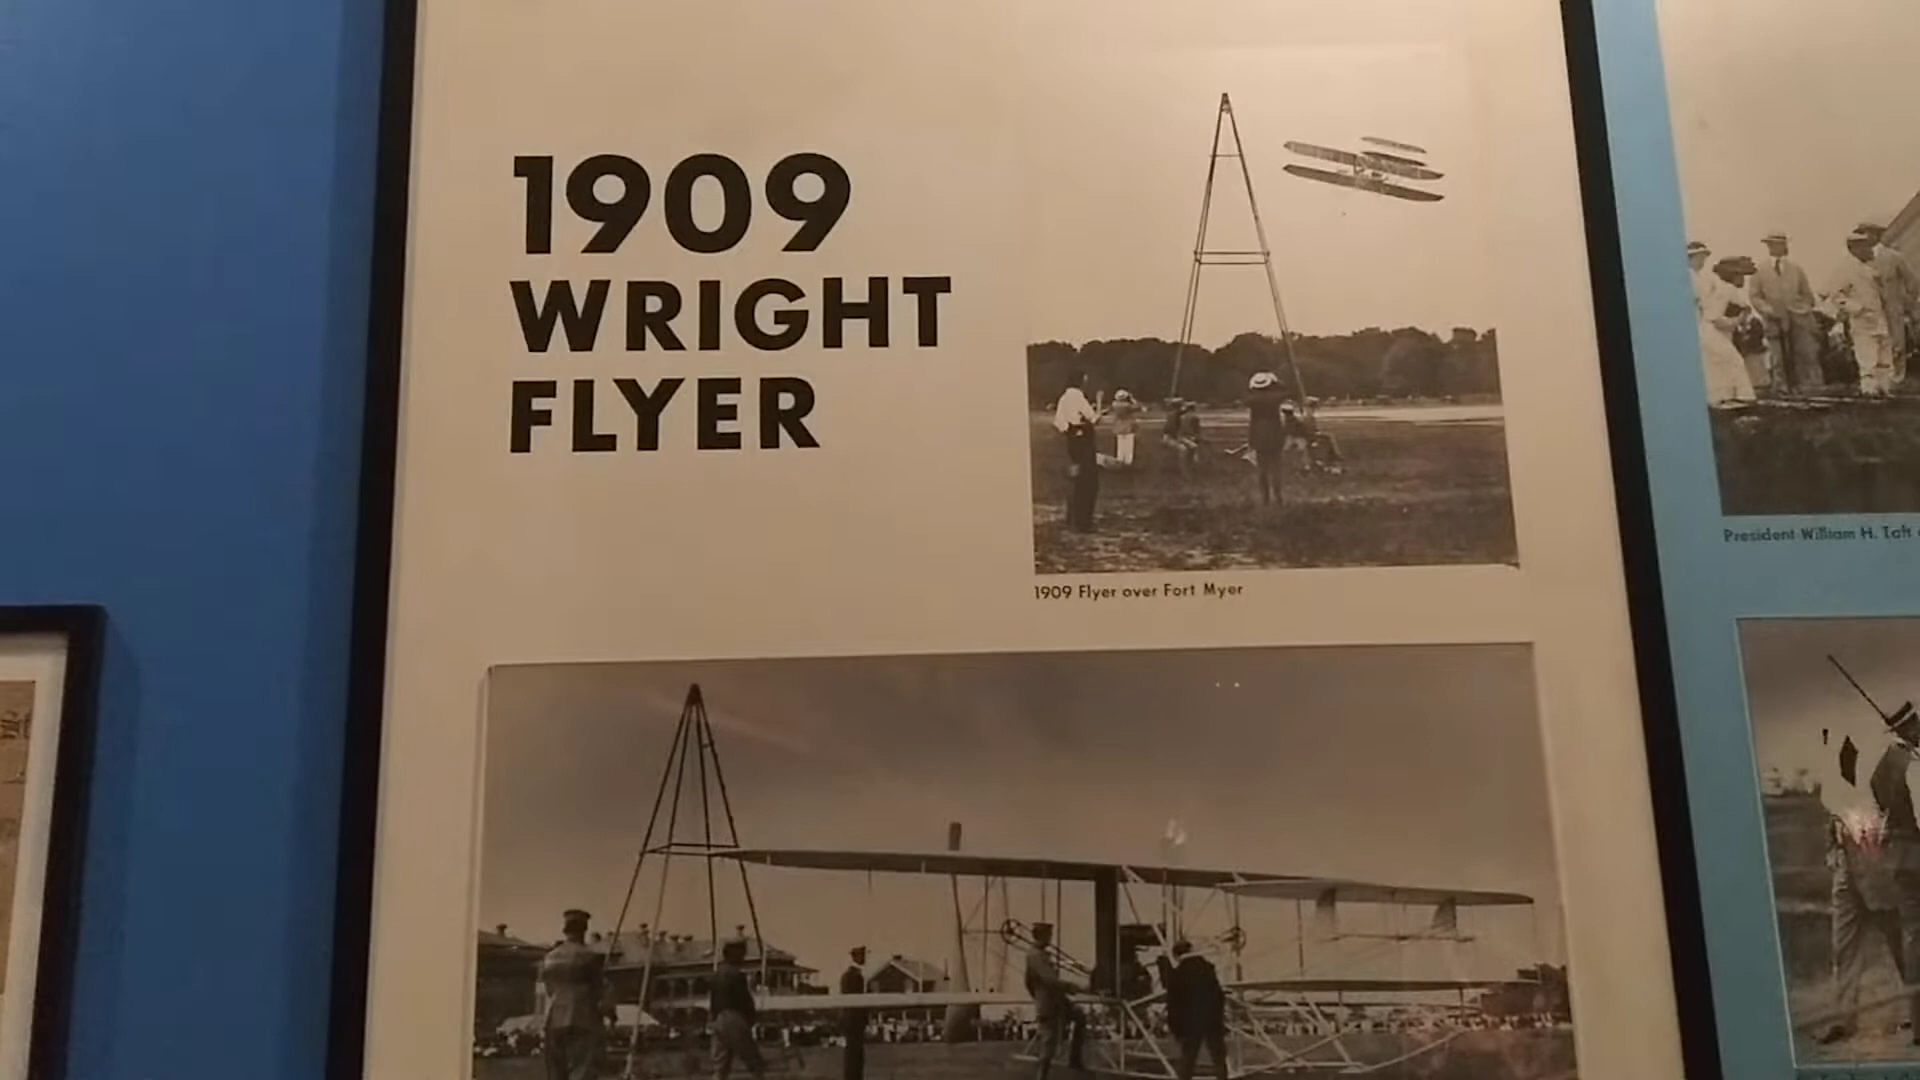 1909
WRIGHT
FLYER
1909 Flyer over Fort Myer
President William H. Taft